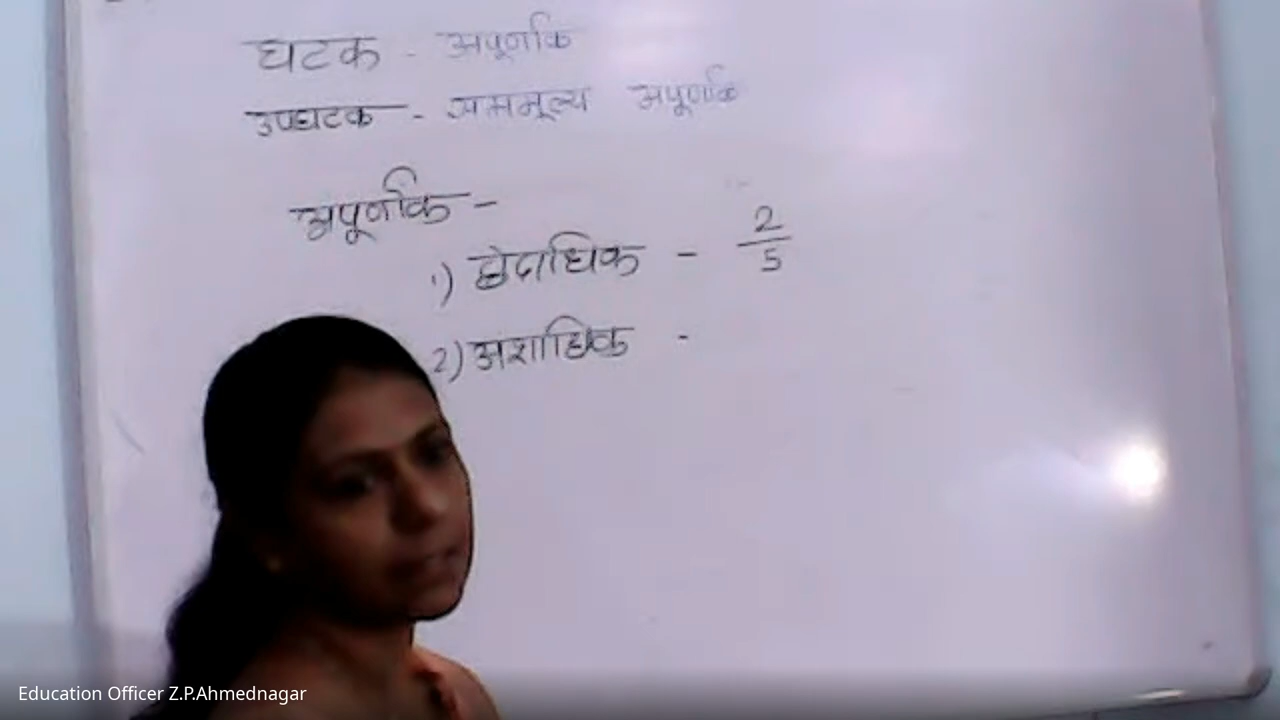 घटक - अपूर्णांक
उपघटक - सममूल्य अपूर्णांक
अपूर्णांक -
1) छेदाधिक - 2/5
2) अंशाधिक -
Education Officer Z.P.Ahmednagar